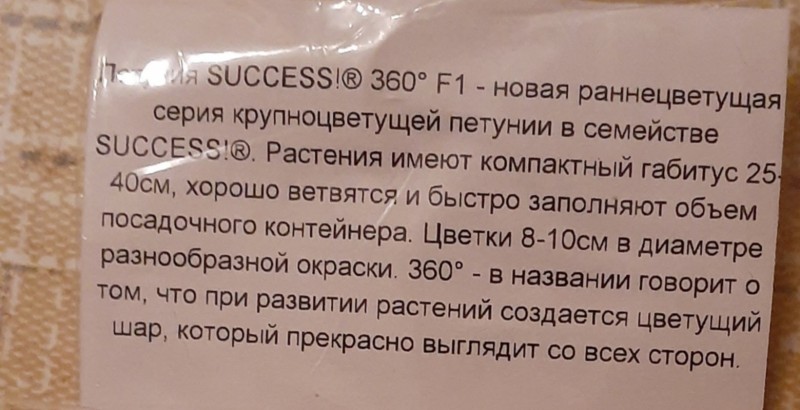 Петуния SUCCESS!® 360° F1 - новая раннецветущая
серия крупноцветущей петунии в семействе
SUCCESS!®. Растения имеют компактный габитус 25-
40см, хорошо ветвятся и быстро заполняют объем
посадочного контейнера. Цветки 8-10см в диаметре
разнообразной окраски. 360° - в названии говорит о
том, что при развитии растений создается цветущий
шар, который прекрасно выглядит со всех сторон.